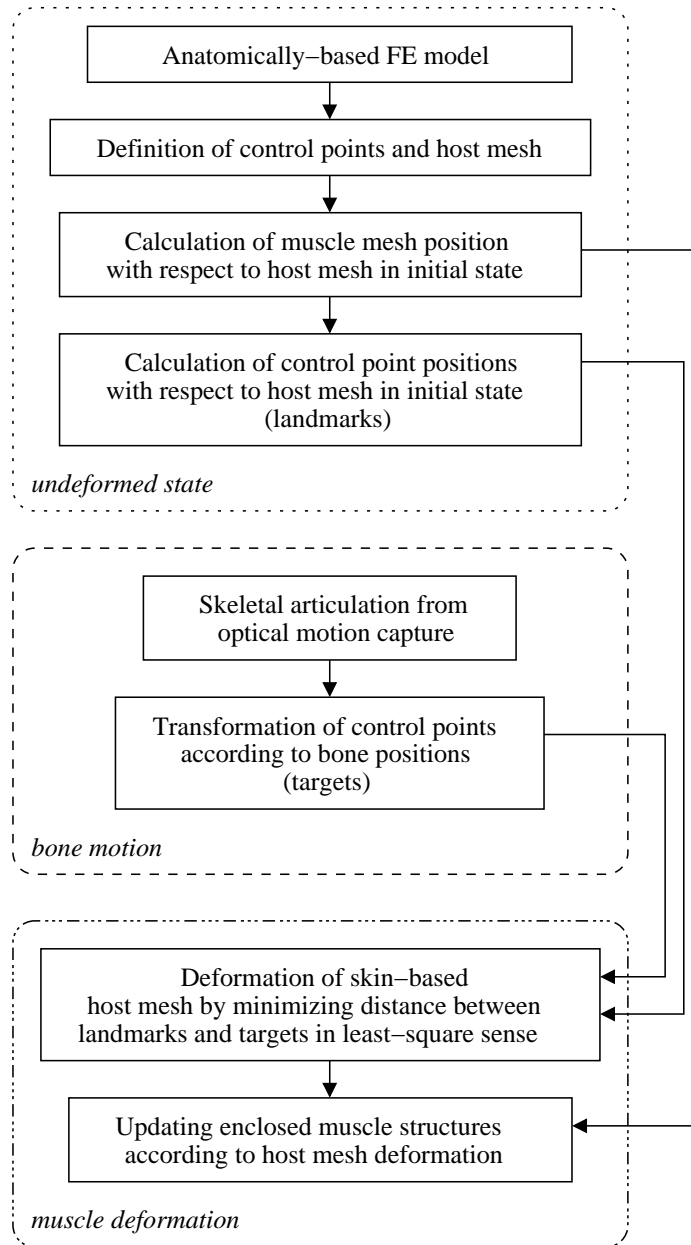 Anatomically−based FE model
Definition of control points and host mesh
Calculation of muscle mesh position
with respect to host mesh in initial state
Calculation of control point positions
with respect to host mesh in initial state
(landmarks)
undeformed state
Skeletal articulation from
optical motion capture
Transformation of control points
according to bone positions
(targets)
bone motion
Deformation of skin−based
host mesh by minimizing distance between
landmarks and targets in least−square sense
Updating enclosed muscle structures
according to host mesh deformation
muscle deformation